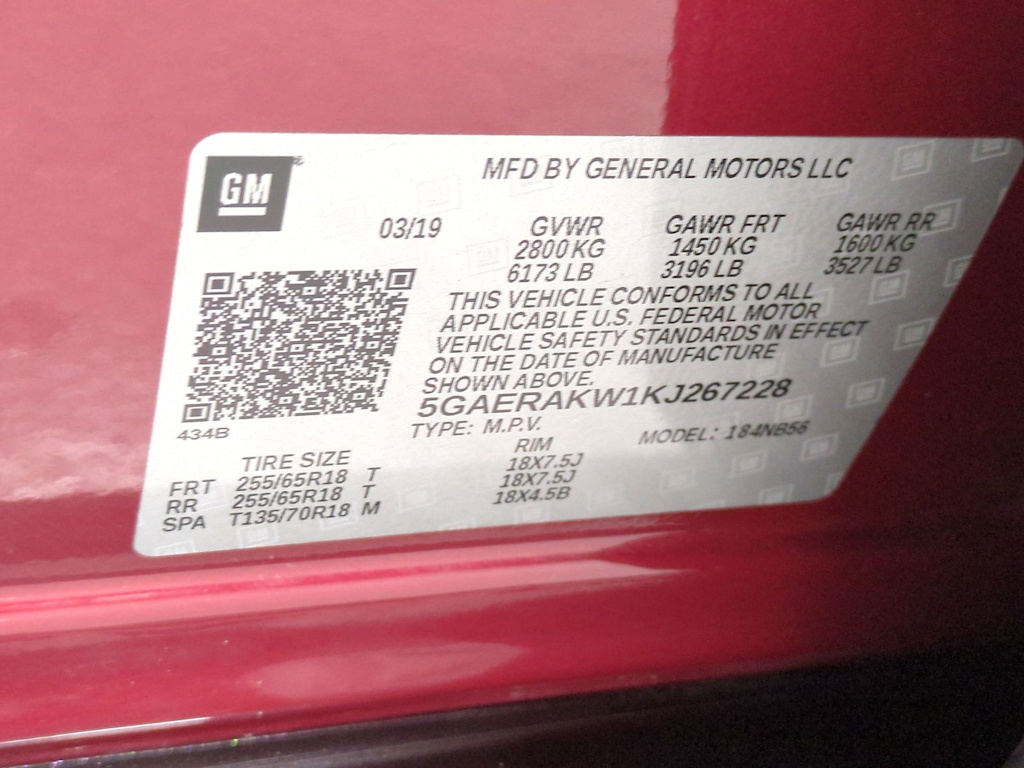 GM
MFD BY GENERAL MOTORS LLC
03/19 GVWR GAWR FRT GAWR RR
2800 KG 1450 KG 1600 KG
6173 LB 3196 LB 3527 LB
THIS VEHICLE CONFORMS TO ALL
APPLICABLE U.S. FEDERAL MOTOR
VEHICLE SAFETY STANDARDS IN EFFECT
ON THE DATE OF MANUFACTURE
SHOWN ABOVE.
5GAERAKW1KJ267228
434B
TYPE: M.P.V. MODEL: 184NB56
TIRE SIZE RIM
FRT 255/65R18 T 18X7.5J
RR 255/65R18 T 18X7.5J
SPA T135/70R18 M 18X4.5B